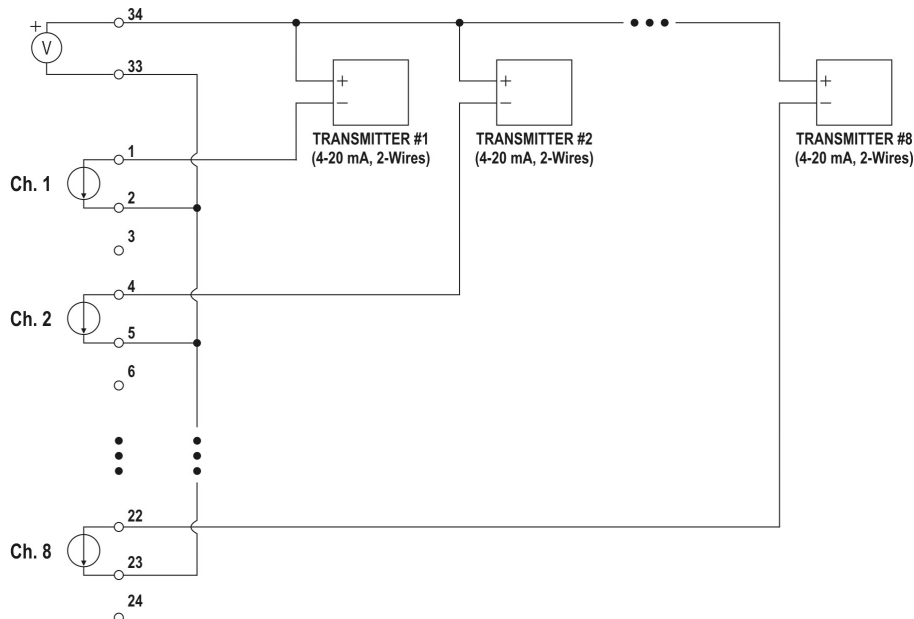 34
+
V
33
+
−
TRANSMITTER #1
(4-20 mA, 2-Wires)
+
−
TRANSMITTER #2
(4-20 mA, 2-Wires)
+
−
TRANSMITTER #8
(4-20 mA, 2-Wires)
1
Ch. 1
2
3
4
Ch. 2
5
6
22
Ch. 8
23
24